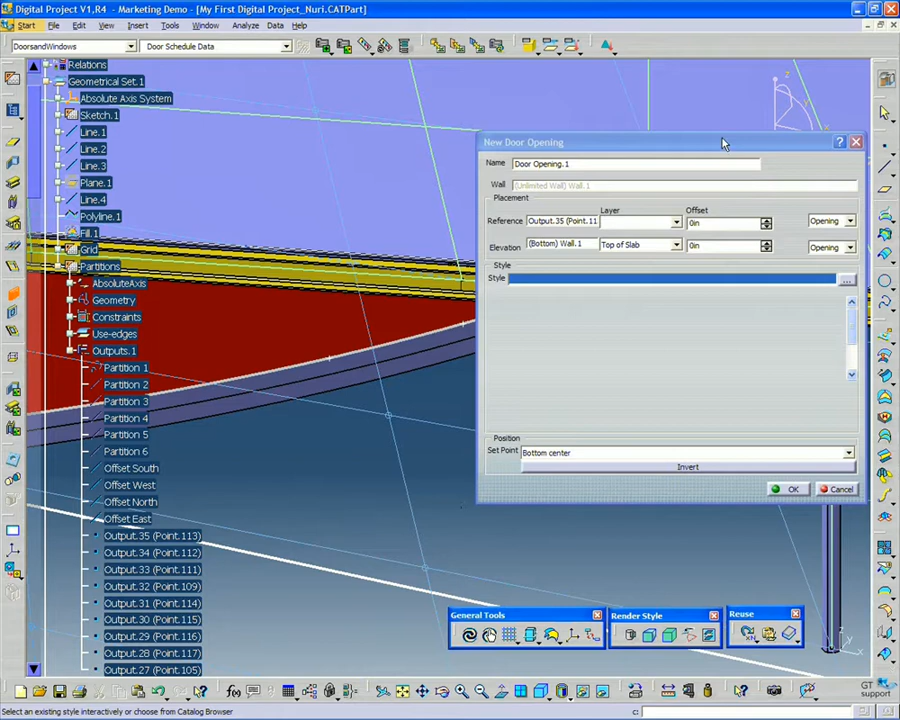 Digital Project V1,R4 - Marketing Demo - [My First Digital Project_Nuri.CATPart]
Start File Edit View Insert Tools Window Analyze Data Help
DoorsandWindows Door Schedule Data
Relations
Geometrical Set.1
Absolute Axis System
Sketch.1
Line.1
Line.2
Line.3
Plane.1
Line.4
Polyline.1
Fill.1
Grid
Partitions
AbsoluteAxis
Geometry
Constraints
Use-edges
Outputs.1
Partition 1
Partition 2
Partition 3
Partition 4
Partition 5
Partition 6
Offset South
Offset West
Offset North
Offset East
Output.35 (Point.113)
Output.34 (Point.112)
Output.33 (Point.111)
Output.32 (Point.109)
Output.31 (Point.114)
Output.30 (Point.115)
Output.29 (Point.116)
Output.28 (Point.117)
Output.27 (Point.105)
z
New Door Opening
Name Door Opening.1
Wall (Unlimited Wall) Wall.1
Placement
Layer Offset
Reference Output.35 (Point.11 0in Opening
Elevation (Bottom) Wall.1 Top of Slab 0in Opening
Style
Style ...
Position
Set Point Bottom center
Invert
OK Cancel
General Tools Render Style Reuse
GT support
Select an existing style interactively or choose from Catalog Browser
c: